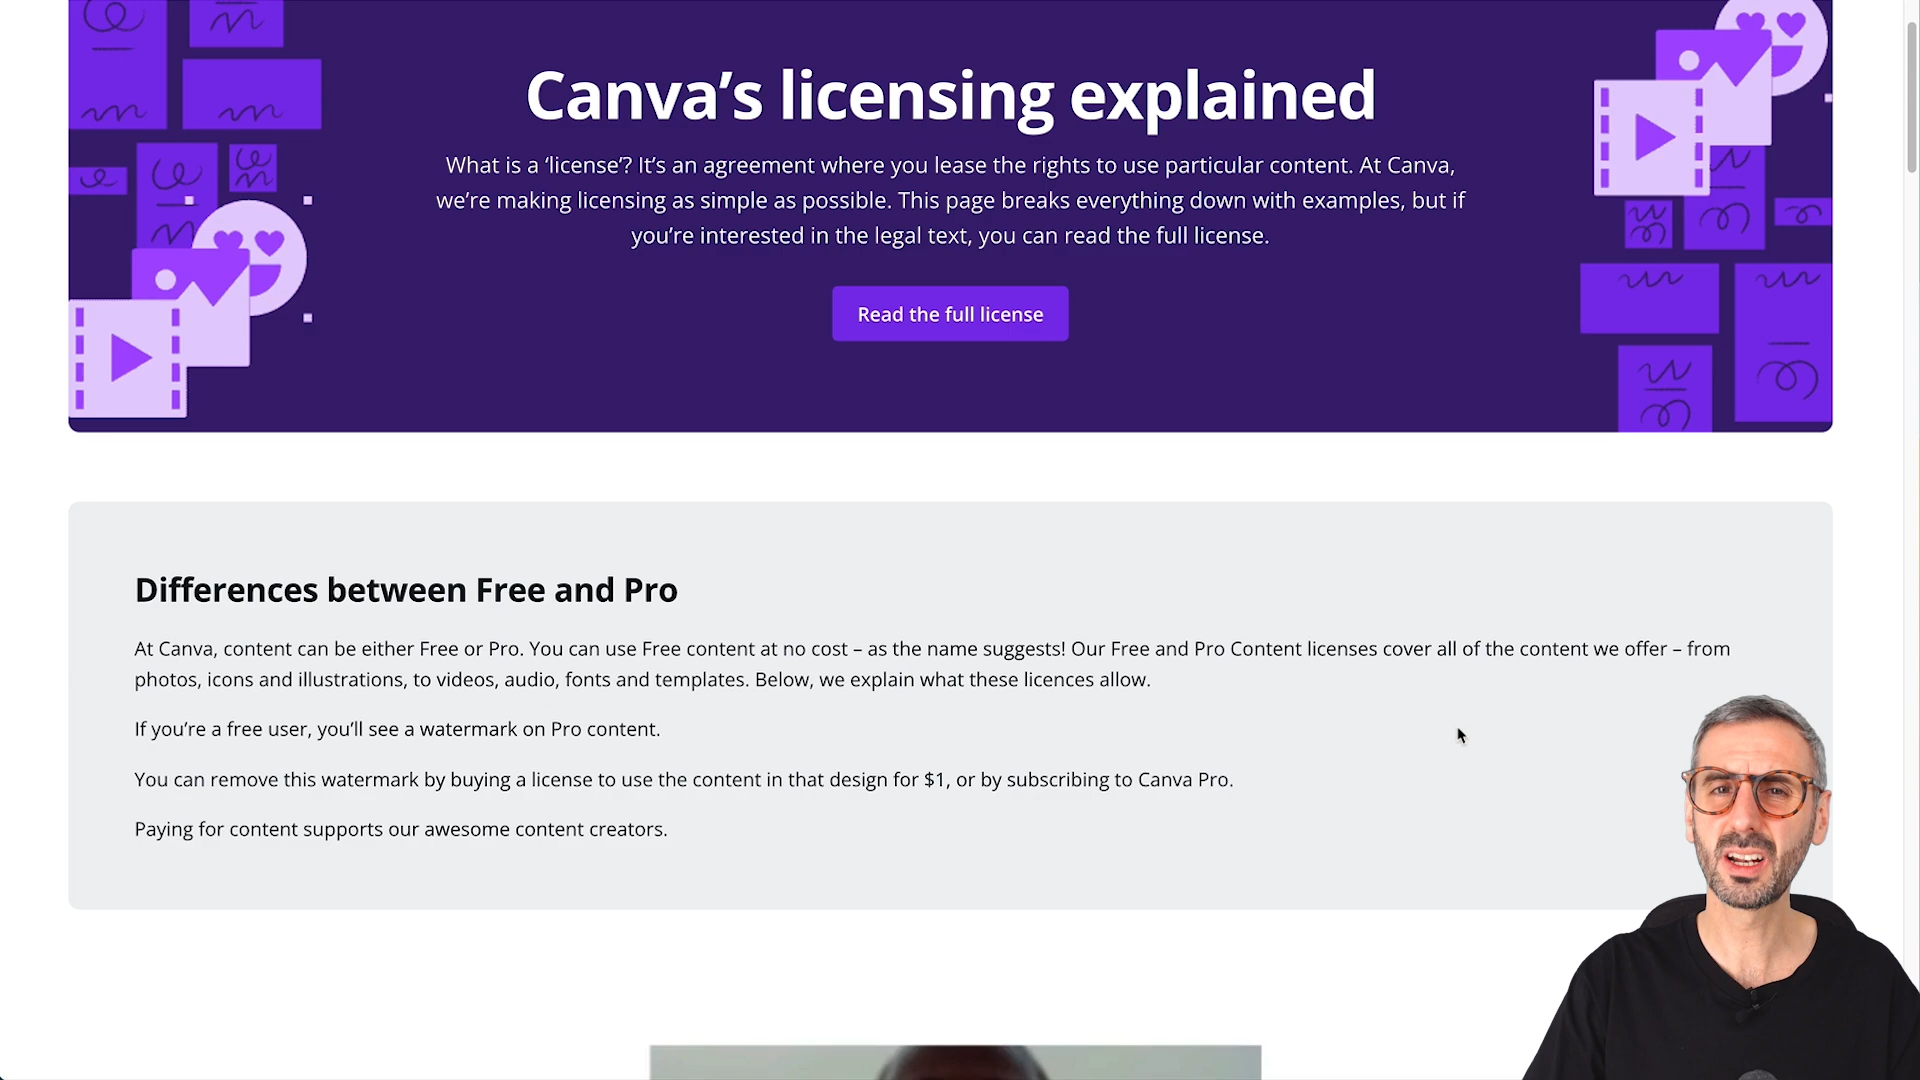 Canva’s licensing explained
What is a ‘license’? It’s an agreement where you lease the rights to use particular content. At Canva,
we’re making licensing as simple as possible. This page breaks everything down with examples, but if
you’re interested in the legal text, you can read the full license.
Read the full license
Differences between Free and Pro
At Canva, content can be either Free or Pro. You can use Free content at no cost – as the name suggests! Our Free and Pro Content licenses cover all of the content we offer – from
photos, icons and illustrations, to videos, audio, fonts and templates. Below, we explain what these licences allow.
If you’re a free user, you’ll see a watermark on Pro content.
You can remove this watermark by buying a license to use the content in that design for $1, or by subscribing to Canva Pro.
Paying for content supports our awesome content creators.